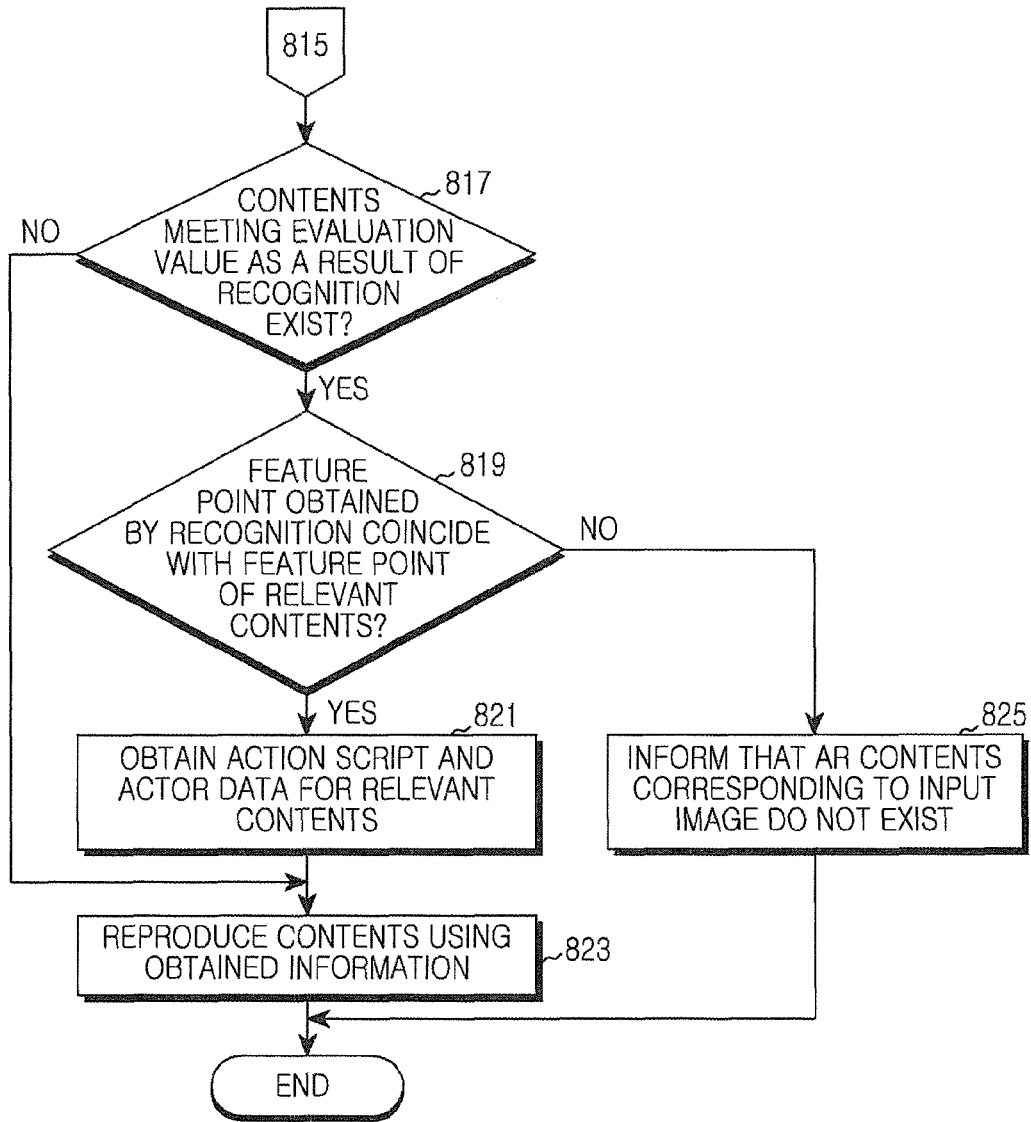 815
817
CONTENTS
MEETING EVALUATION
VALUE AS A RESULT OF
RECOGNITION
EXIST?
NO
YES
819
FEATURE
POINT OBTAINED
BY RECOGNITION COINCIDE
WITH FEATURE POINT
OF RELEVANT
CONTENTS?
NO
YES
821
OBTAIN ACTION SCRIPT AND
ACTOR DATA FOR RELEVANT
CONTENTS
825
INFORM THAT AR CONTENTS
CORRESPONDING TO INPUT
IMAGE DO NOT EXIST
REPRODUCE CONTENTS USING
OBTAINED INFORMATION
823
END